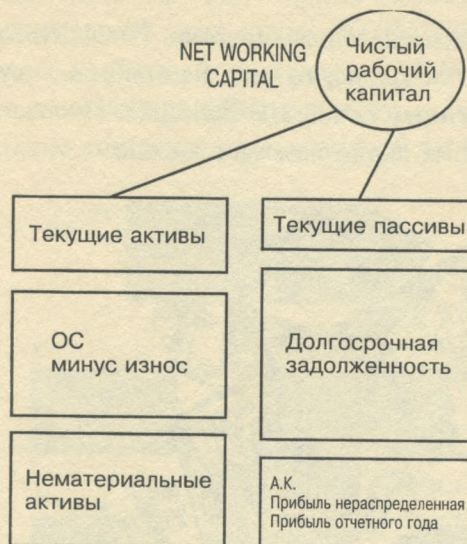 NET WORKING
CAPITAL
Чистый
рабочий
капитал
Текущие активы
Текущие пассивы
ОС
минус износ
Долгосрочная
задолженность
Нематериальные
активы
А.К.
Прибыль нераспределенная
Прибыль отчетного года